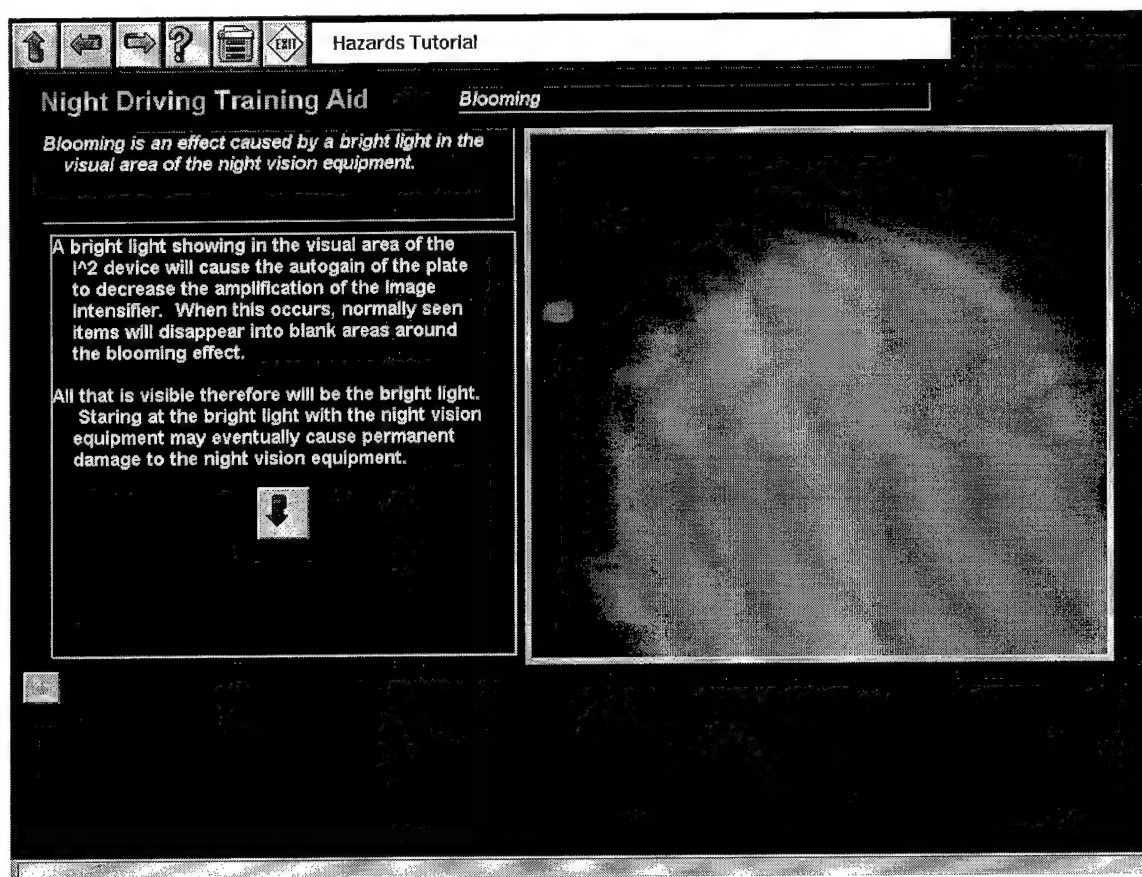 EXIT
Hazards Tutorial
Night Driving Training Aid
Blooming
Blooming is an effect caused by a bright light in the
visual area of the night vision equipment.
A bright light showing in the visual area of the
I^2 device will cause the autogain of the plate
to decrease the amplification of the image
intensifier. When this occurs, normally seen
items will disappear into blank areas around
the blooming effect.
All that is visible therefore will be the bright light.
Staring at the bright light with the night vision
equipment may eventually cause permanent
damage to the night vision equipment.